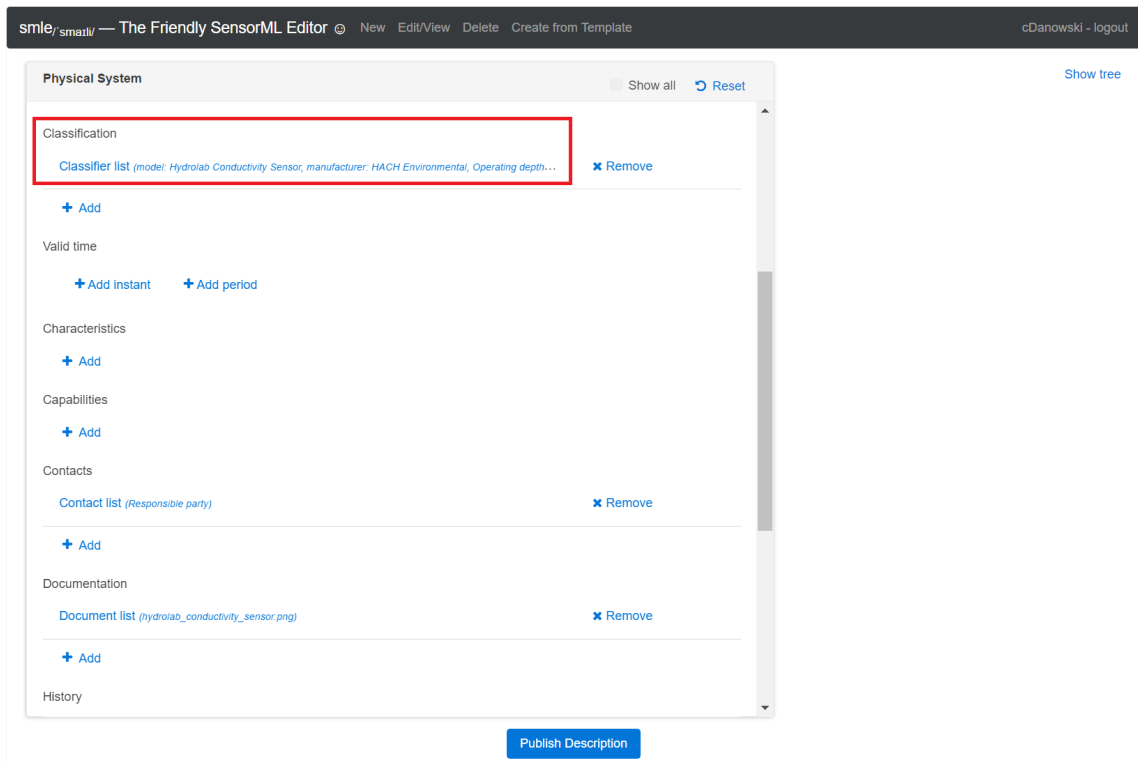 smle/ˈsmaɪli/ — The Friendly SensorML Editor ☺ New Edit/View Delete Create from Template cDanowski - logout
Physical System Show all Reset Show tree
Classification
Classifier list (model: Hydrolab Conductivity Sensor, manufacturer: HACH Environmental, Operating depth... Remove
Add
Valid time
Add instant Add period
Characteristics
Add
Capabilities
Add
Contacts
Contact list (Responsible party) Remove
Add
Documentation
Document list (hydrolab_conductivity_sensor.png) Remove
Add
History
Publish Description